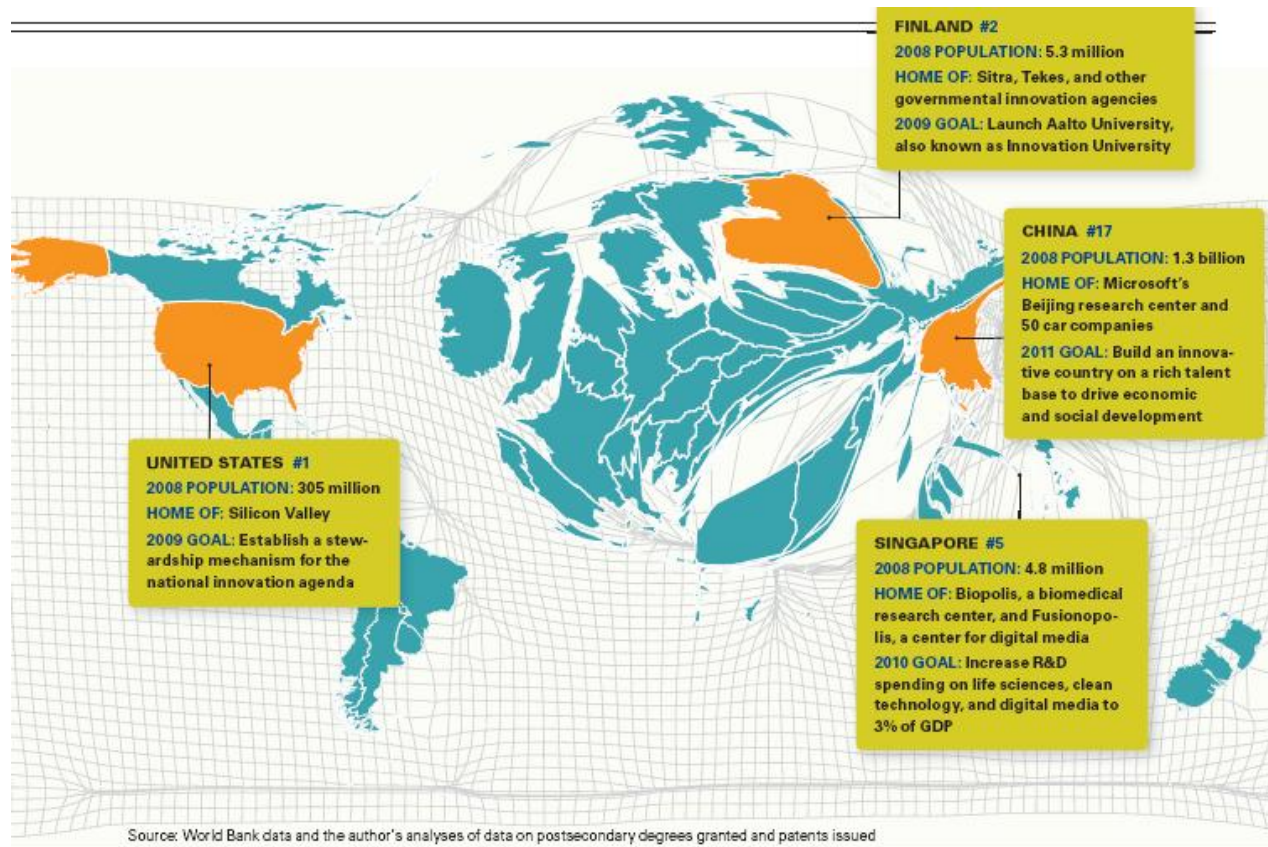 FINLAND #2
2008 POPULATION: 5.3 million
HOME OF: Sitra, Tekes, and other
governmental innovation agencies
2009 GOAL: Launch Aalto University,
also known as Innovation University
CHINA #17
2008 POPULATION: 1.3 billion
HOME OF: Microsoft's
Beijing research center and
50 car companies
2011 GOAL: Build an innova-
tive country on a rich talent
base to drive economic
and social development
UNITED STATES #1
2008 POPULATION: 305 million
HOME OF: Silicon Valley
2009 GOAL: Establish a stew-
ardship mechanism for the
national innovation agenda
SINGAPORE #5
2008 POPULATION: 4.8 million
HOME OF: Biopolis, a biomedical
research center, and Fusionopo-
lis, a center for digital media
2010 GOAL: Increase R&D
spending on life sciences, clean
technology, and digital media to
3% of GDP
Source: World Bank data and the author's analyses of data on postsecondary degrees granted and patents issued